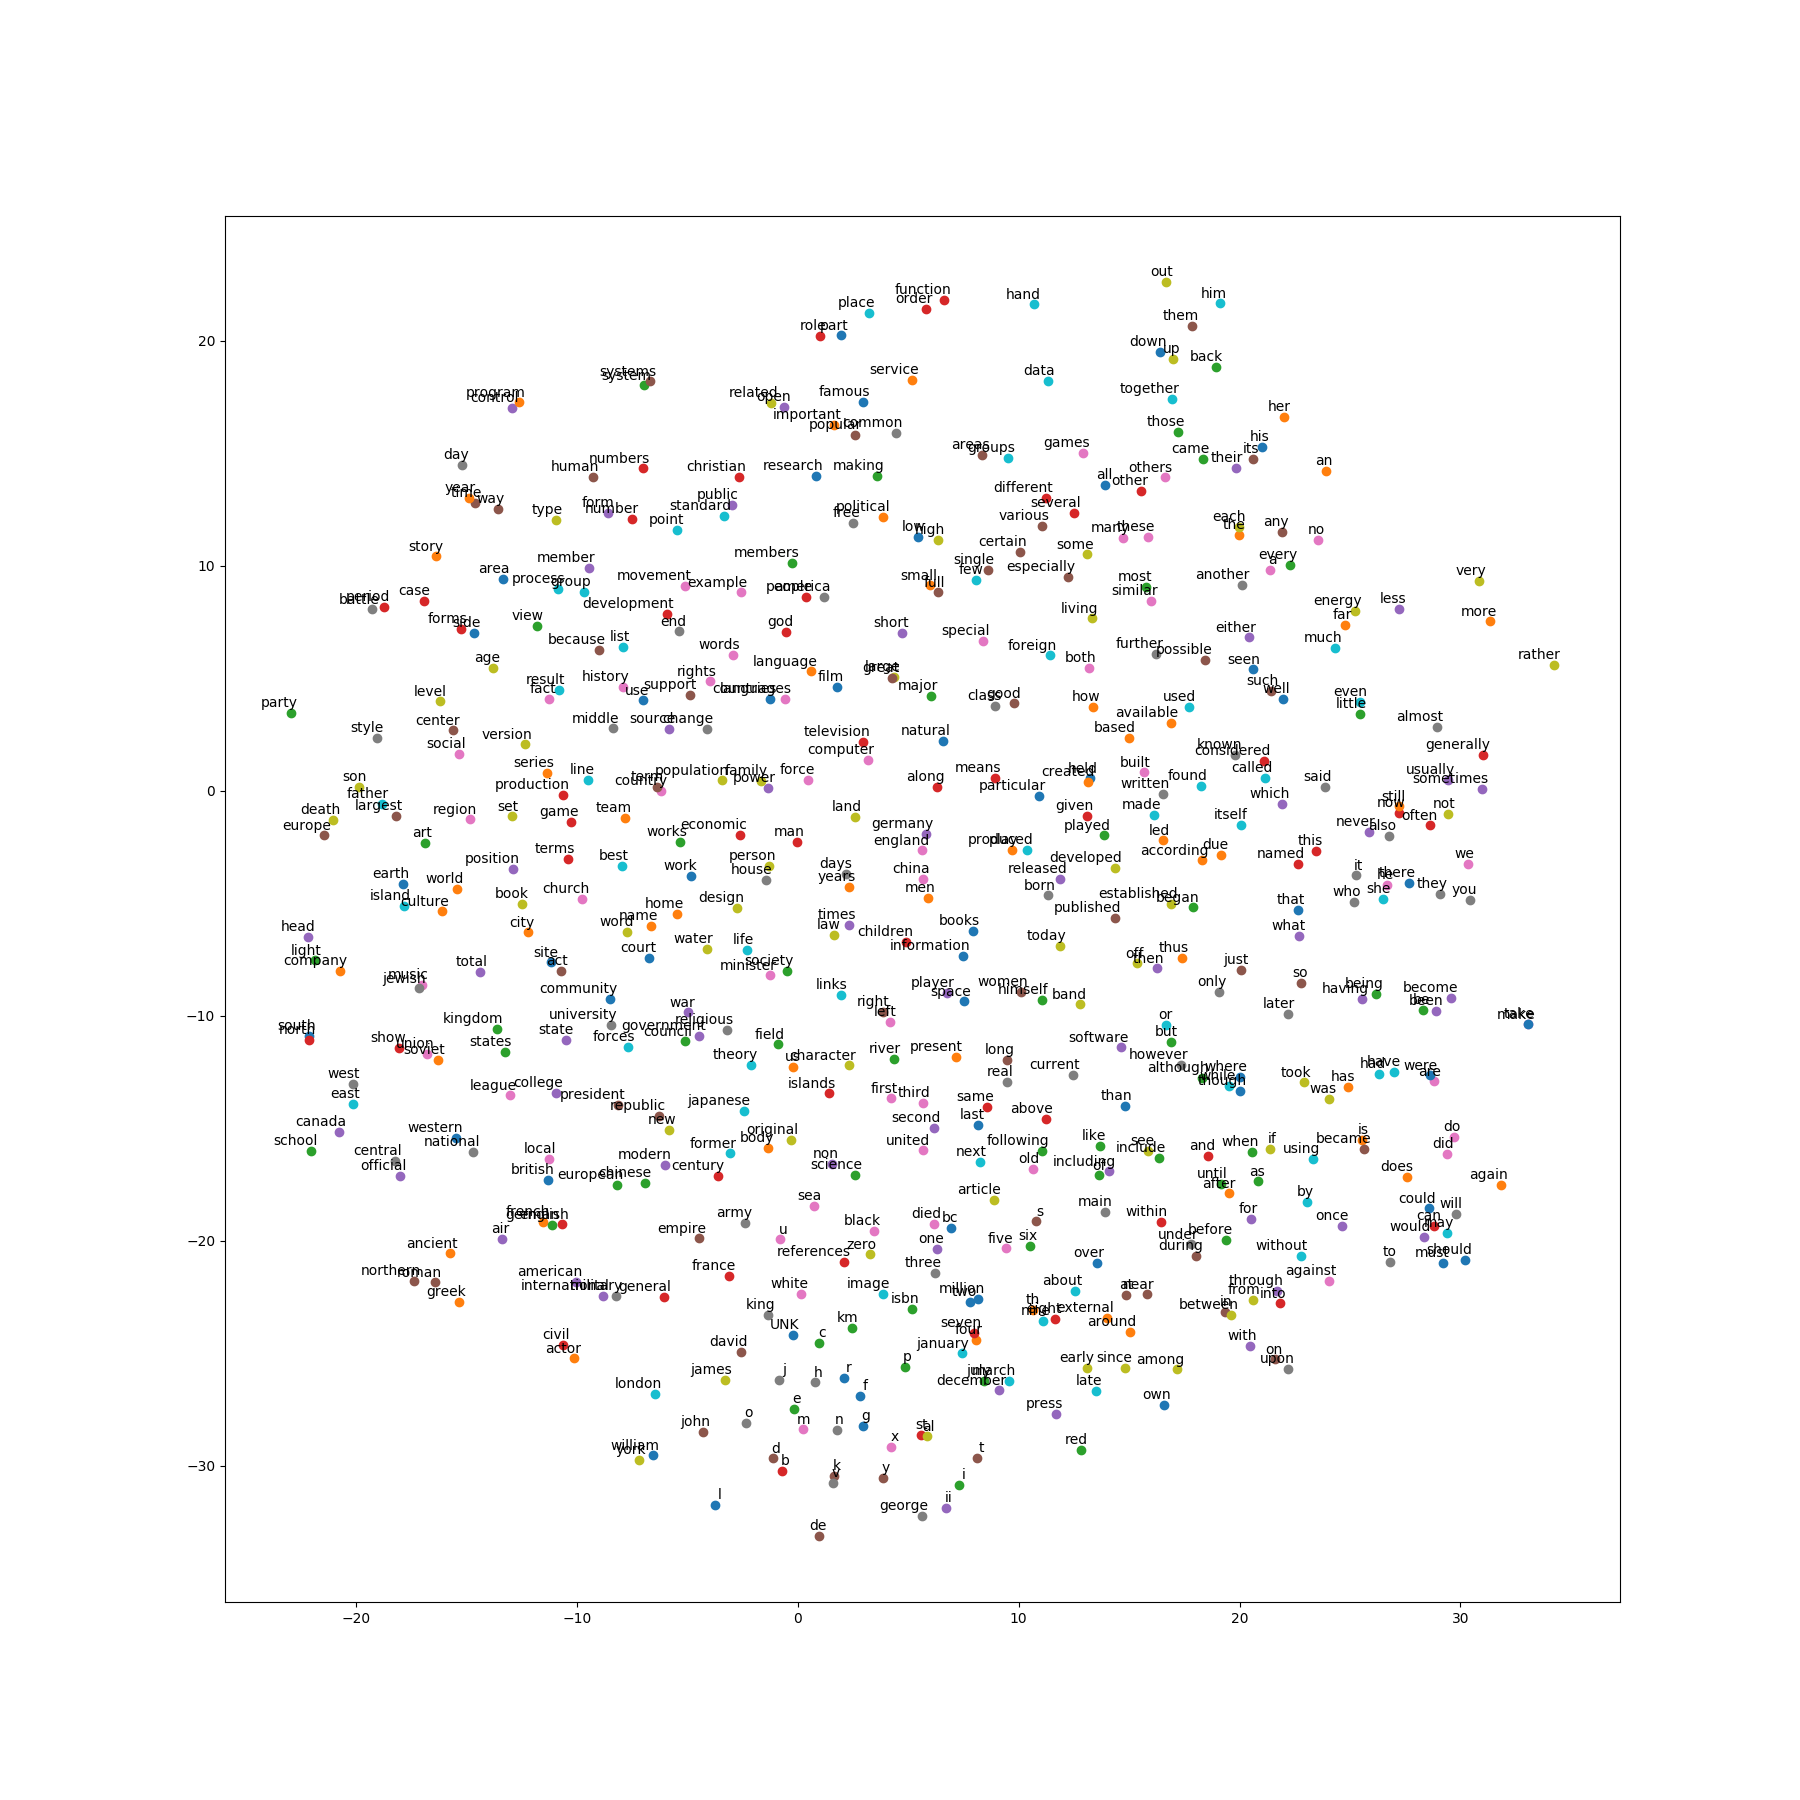 out
function
him
order
hand
place
them
role
part
down
up
back
service
data
systems
system
together
program
control
related
open
famous
her
important
popular
common
those
his
areas
groups
games
came
its
their
day
human
numbers
christian
research
making
others
an
all
other
year
time
way
form
number
public
standard
political
free
different
several
type
point
various
many
these
each
the
any
no
low
high
story
member
members
certain
some
every
a
area
process
group
movement
example
single
few
especially
most
similar
another
very
small
full
people
america
battle
period
case
development
living
energy
less
more
far
forms
side
view
end
god
short
special
either
much
because
list
words
foreign
further
possible
both
seen
rather
age
language
large
great
result
fact
history
rights
support
use
countries
languages
film
major
class
good
such
well
party
level
how
used
even
little
style
center
social
middle
source
change
available
based
almost
version
television
computer
natural
known
considered
generally
series
line
term
country
population
family
power
force
means
along
created
held
built
called
usually
sometimes
son
father
production
particular
written
found
said
which
largest
death
europe
region
set
game
team
land
given
made
itself
still
now
not
often
art
works
economic
man
germany
england
played
led
never
also
terms
best
person
house
produced
according
due
named
this
position
work
days
years
china
released
developed
it
there
he
we
they
earth
world
island
culture
book
church
design
men
born
established
began
published
who
she
you
home
name
that
city
word
times
law
books
what
head
water
life
children
information
today
light
company
site
act
court
society
minister
off
then
thus
just
total
music
jewish
links
player
space
women
himself
band
only
so
having
being
become
be
been
community
war
right
left
later
kingdom
university
government
religious
council
or
but
make
take
south
north
state
states
forces
field
river
present
software
show
union
soviet
theory
us
character
long
real
current
however
although
where
while
though
had
have
were
are
west
east
league
college
president
republic
islands
first
third
took
was
has
japanese
new
same
last
above
than
canada
school
second
western
national
former
body
original
united
following
like
see
include
and
when
if
using
became
is
do
did
central
official
local
british
european
chinese
modern
century
non
science
next
old
including
of
until
after
as
does
again
sea
article
french
german
english
air
army
black
died
bc
s
main
within
by
for
once
could
can
will
may
would
ancient
empire
u
references
zero
one
five
six
under
during
before
without
over
to
must
should
northern
roman
greek
american
international
military
general
france
three
white
image
isbn
million
two
about
near
through
against
from
into
in
between
king
km
th
nine
external
around
UNK
c
seven
four
with
civil
actor
david
january
on
upon
james
j
h
r
p
july
march
december
early
since
among
late
own
london
f
e
john
o
m
n
g
st
al
press
x
red
william
york
d
b
k
v
y
t
i
l
george
ii
de
20
10
0
−10
−20
−30
−20
−10
0
10
20
30